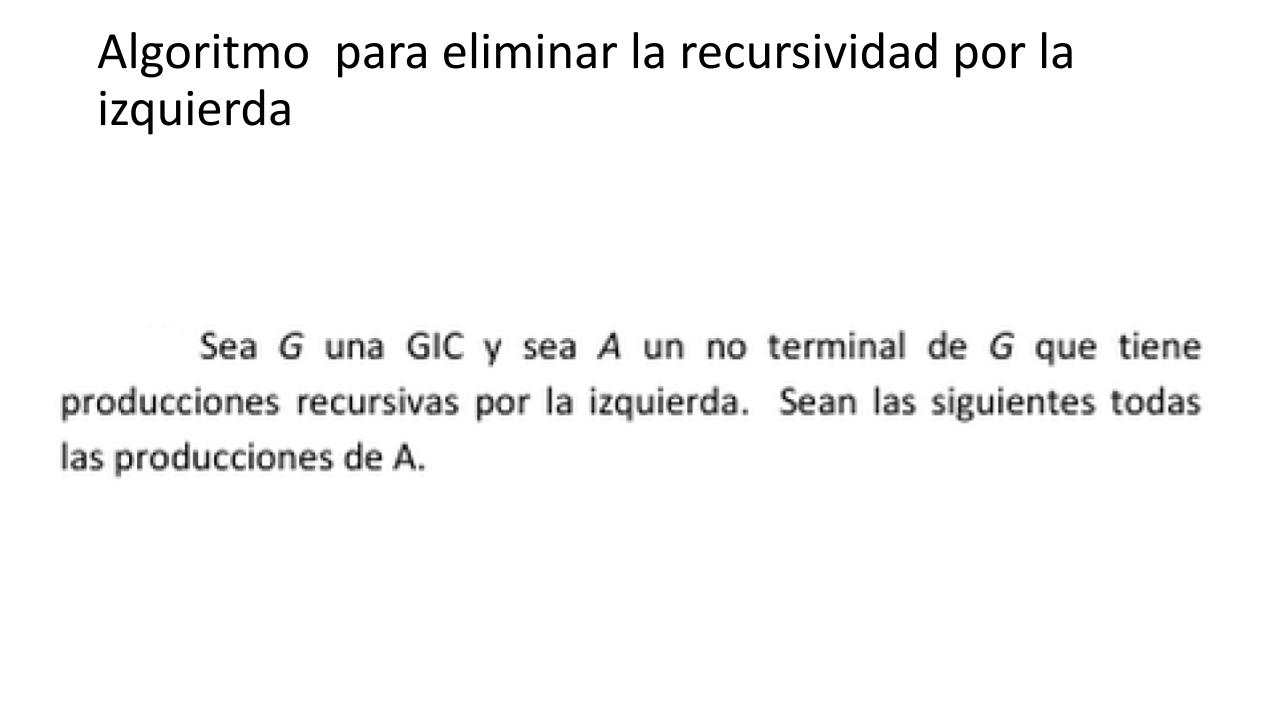 Algoritmo  para eliminar la recursividad por la
izquierda
Sea G una GIC y sea A un no terminal de G que tiene
producciones recursivas por la izquierda.  Sean las siguientes todas
las producciones de A.